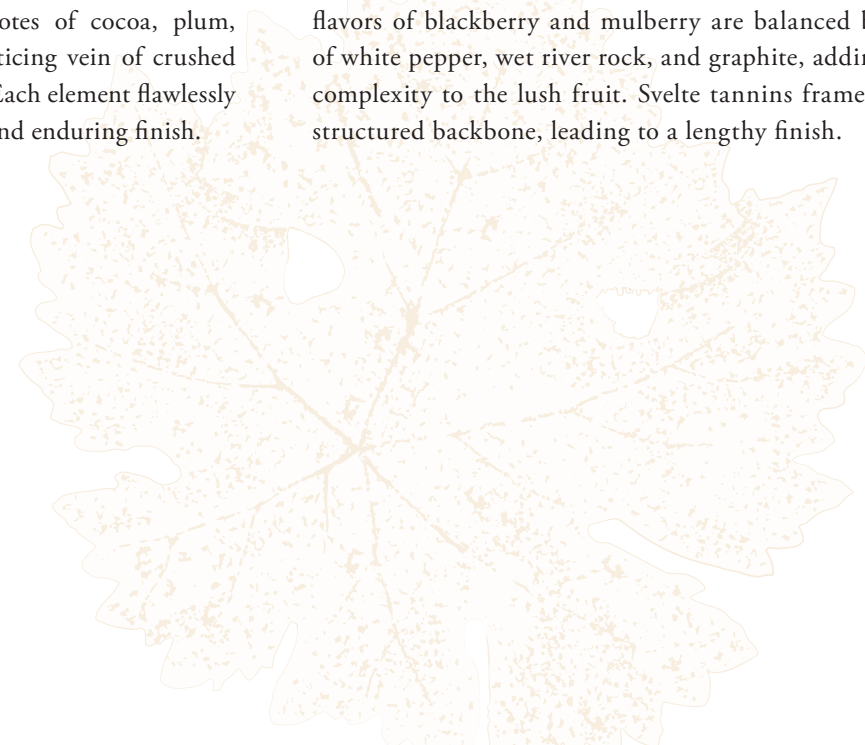 otes of cocoa, plum,
ticing vein of crushed
Each element flawlessly
nd enduring finish.
flavors of blackberry and mulberry are balanced b
of white pepper, wet river rock, and graphite, addin
complexity to the lush fruit. Svelte tannins frame
structured backbone, leading to a lengthy finish.